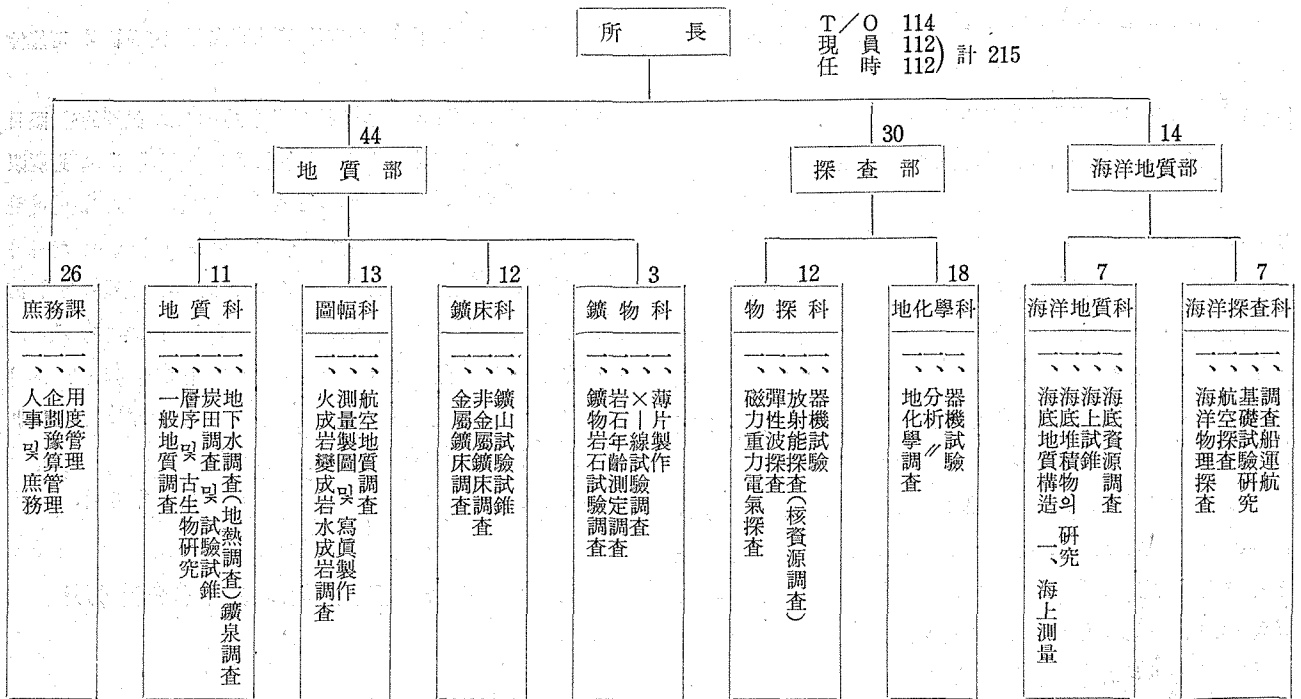 所長
T/O 114
現員 112
任時 112) 計 215
44
地質部
30
探査部
14
海洋地質部
26
庶務課
一、人事 및 庶務
一、企劃豫算管理
一、用度管理
11
地質科
一、一般地質調査
一、層序 및 古生物研究
一、炭田調査 및 試驗試錐
一、地下水調査(地熱調査)鑛泉調査
13
圖幅科
一、火成岩變成岩水成岩調査
一、測量製圖 및 寫眞製作
一、航空地質調査
12
鑛床科
一、金屬鑛床調査
一、非金屬鑛床調査
一、鑛山試驗試錐
3
鑛物科
一、鑛物岩石試驗調査
一、岩石年齡測定調査
一、X—線試驗調査
一、薄片製作
12
物探科
一、磁力重力電氣探査
一、彈性波探査
一、放射能探査(核資源調査)
一、器機試驗
18
地化學科
一、地化學調査
一、分析 〃
一、器機試驗
7
海洋地質科
一、海底地質構造
一、海底堆積物의 研究
一、海上試錐
一、海底資源調査
一、海上測量
7
海洋探査科
一、海洋物理探査
一、航空探査
一、基礎試驗研究
一、調査船運航